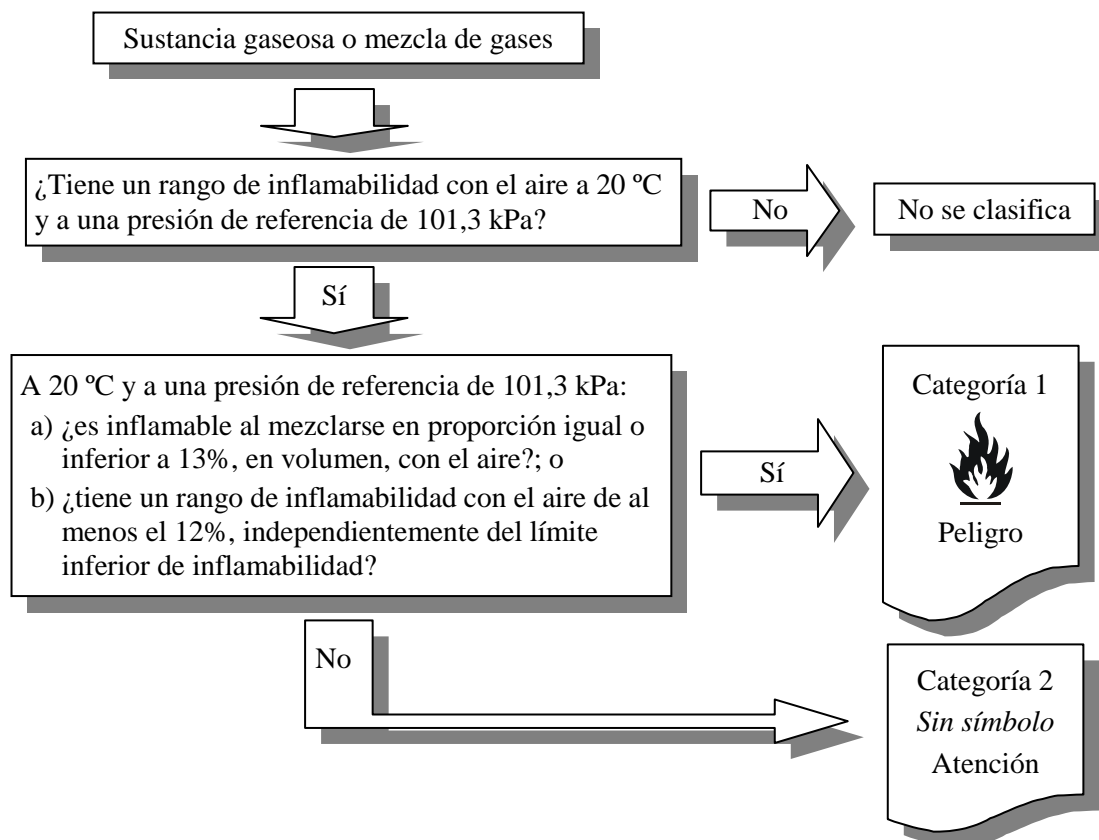 Sustancia gaseosa o mezcla de gases
¿Tiene un rango de inflamabilidad con el aire a 20 ºC
y a una presión de referencia de 101,3 kPa?
No
No se clasifica
Sí
A 20 ºC y a una presión de referencia de 101,3 kPa:
a) ¿es inflamable al mezclarse en proporción igual o
inferior a 13%, en volumen, con el aire?; o
b) ¿tiene un rango de inflamabilidad con el aire de al
menos el 12%, independientemente del límite
inferior de inflamabilidad?
Sí
Categoría 1
Peligro
No
Categoría 2
Sin símbolo
Atención